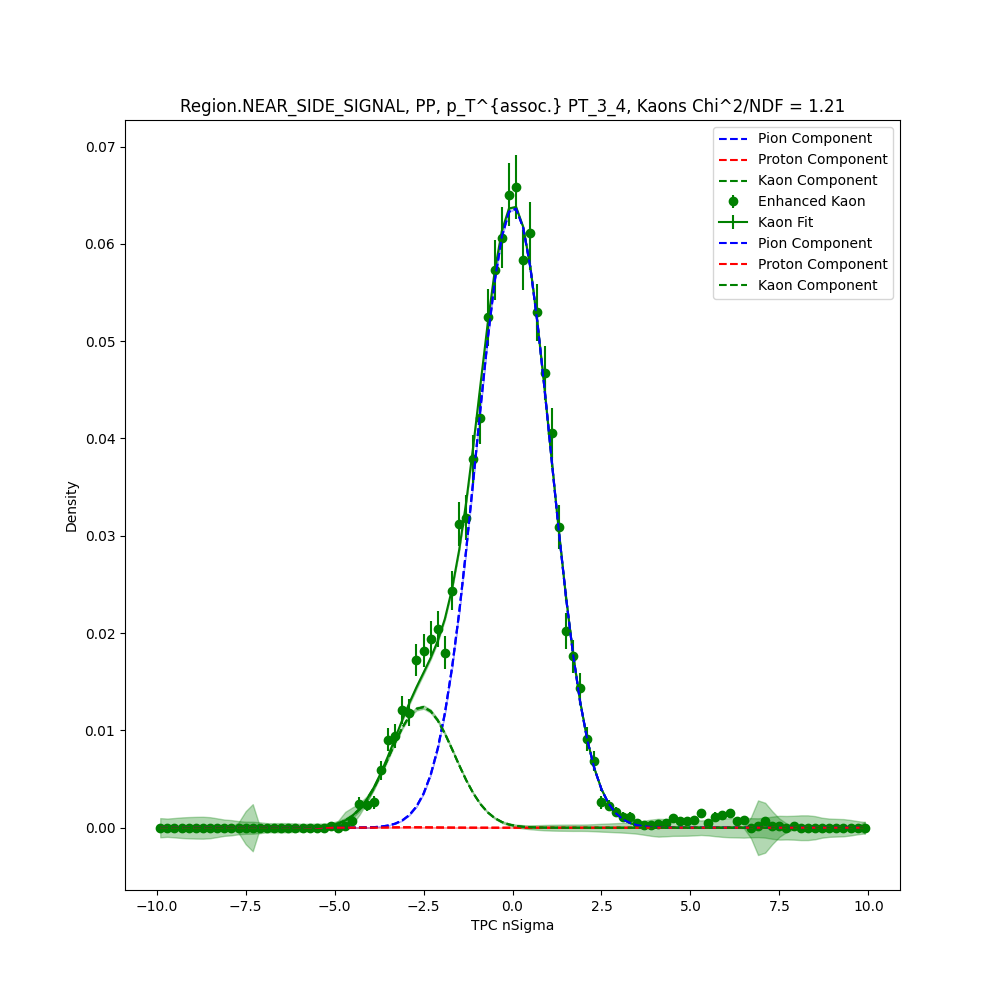 Region.NEAR_SIDE_SIGNAL, PP, p_T^{assoc.} PT_3_4, Kaons Chi^2/NDF = 1.21
Pion Component
Proton Component
Kaon Component
Enhanced Kaon
Kaon Fit
Pion Component
Proton Component
Kaon Component
0.07
0.06
0.05
0.04
0.03
0.02
0.01
0.00
Density
−10.0 −7.5 −5.0 −2.5 0.0 2.5 5.0 7.5 10.0
TPC nSigma